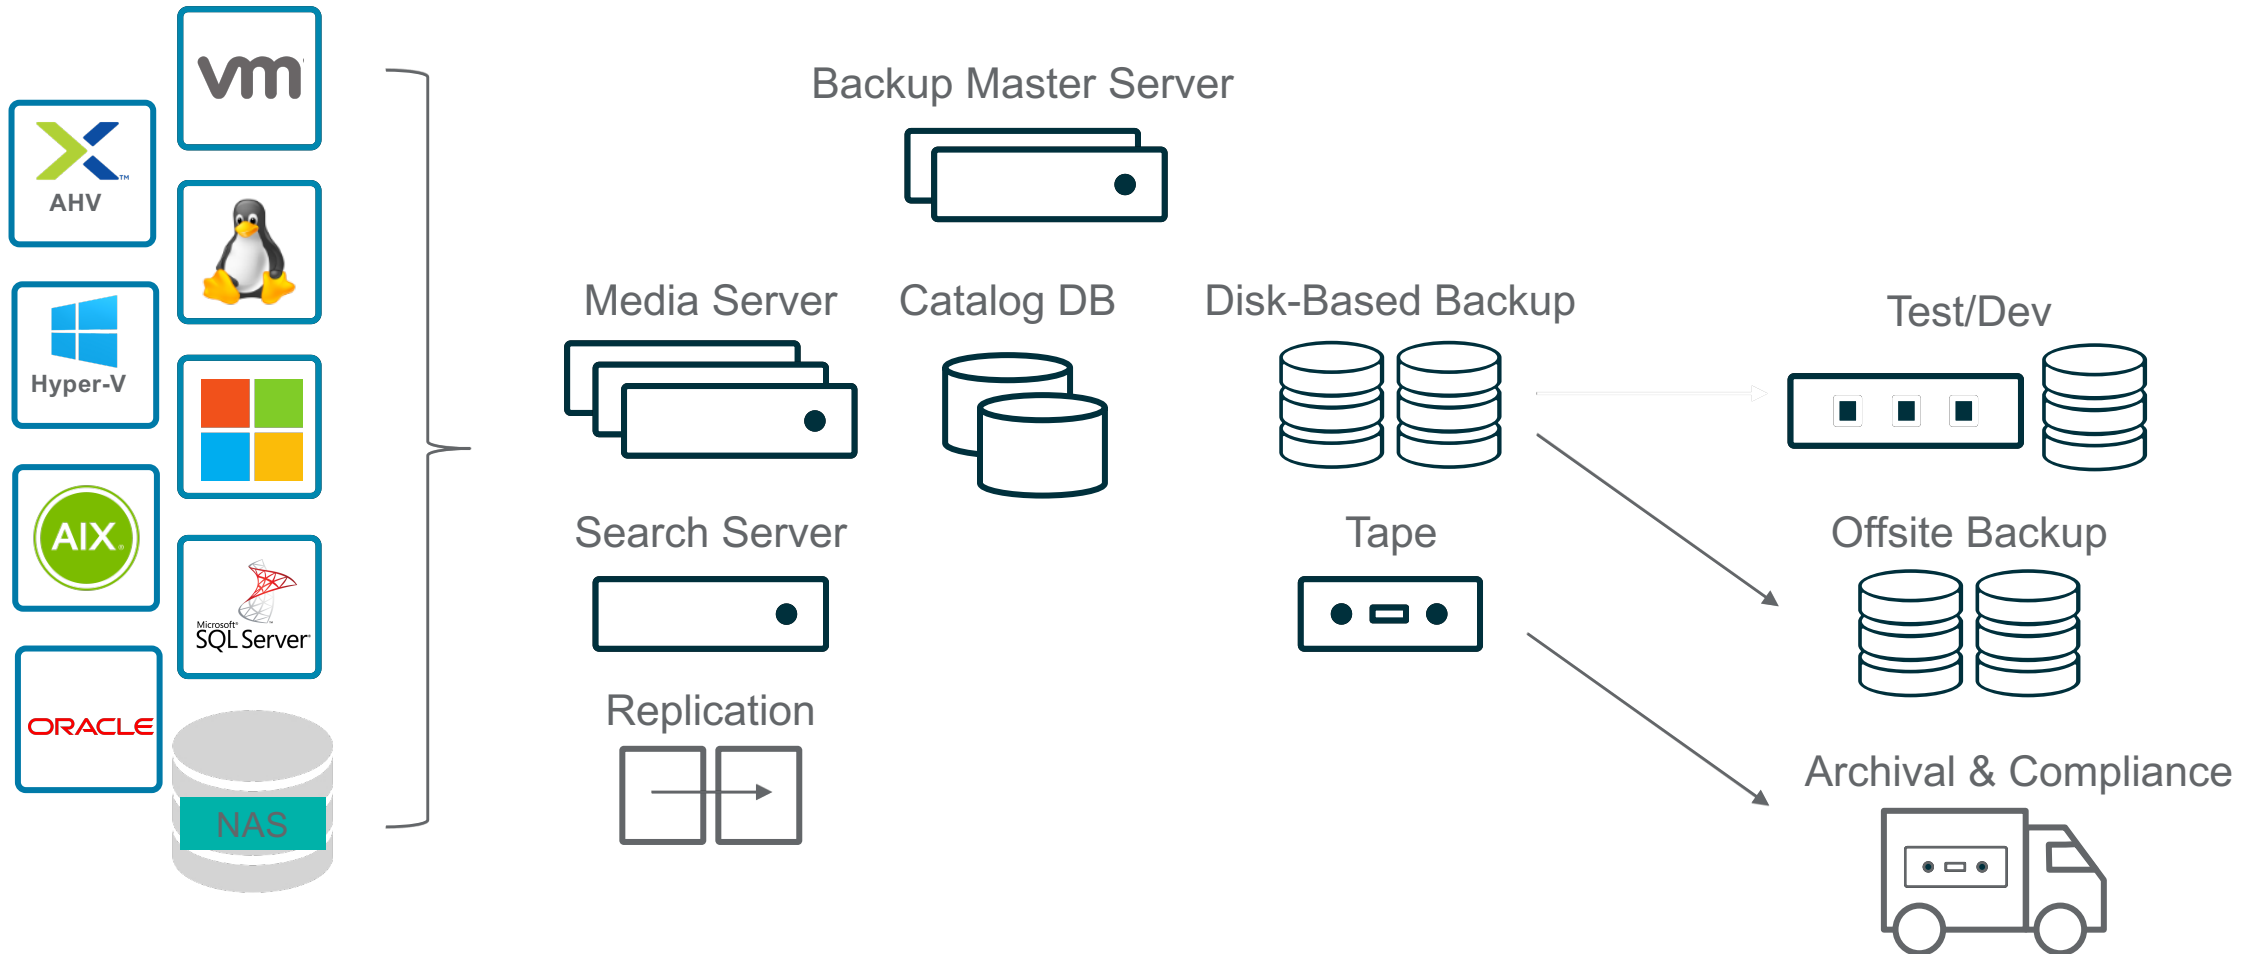 vm
AHV
Hyper-V
AIX
Microsoft®
SQL Server®
ORACLE
NAS
Backup Master Server
Media Server
Catalog DB
Disk-Based Backup
Test/Dev
Search Server
Tape
Offsite Backup
Replication
Archival & Compliance